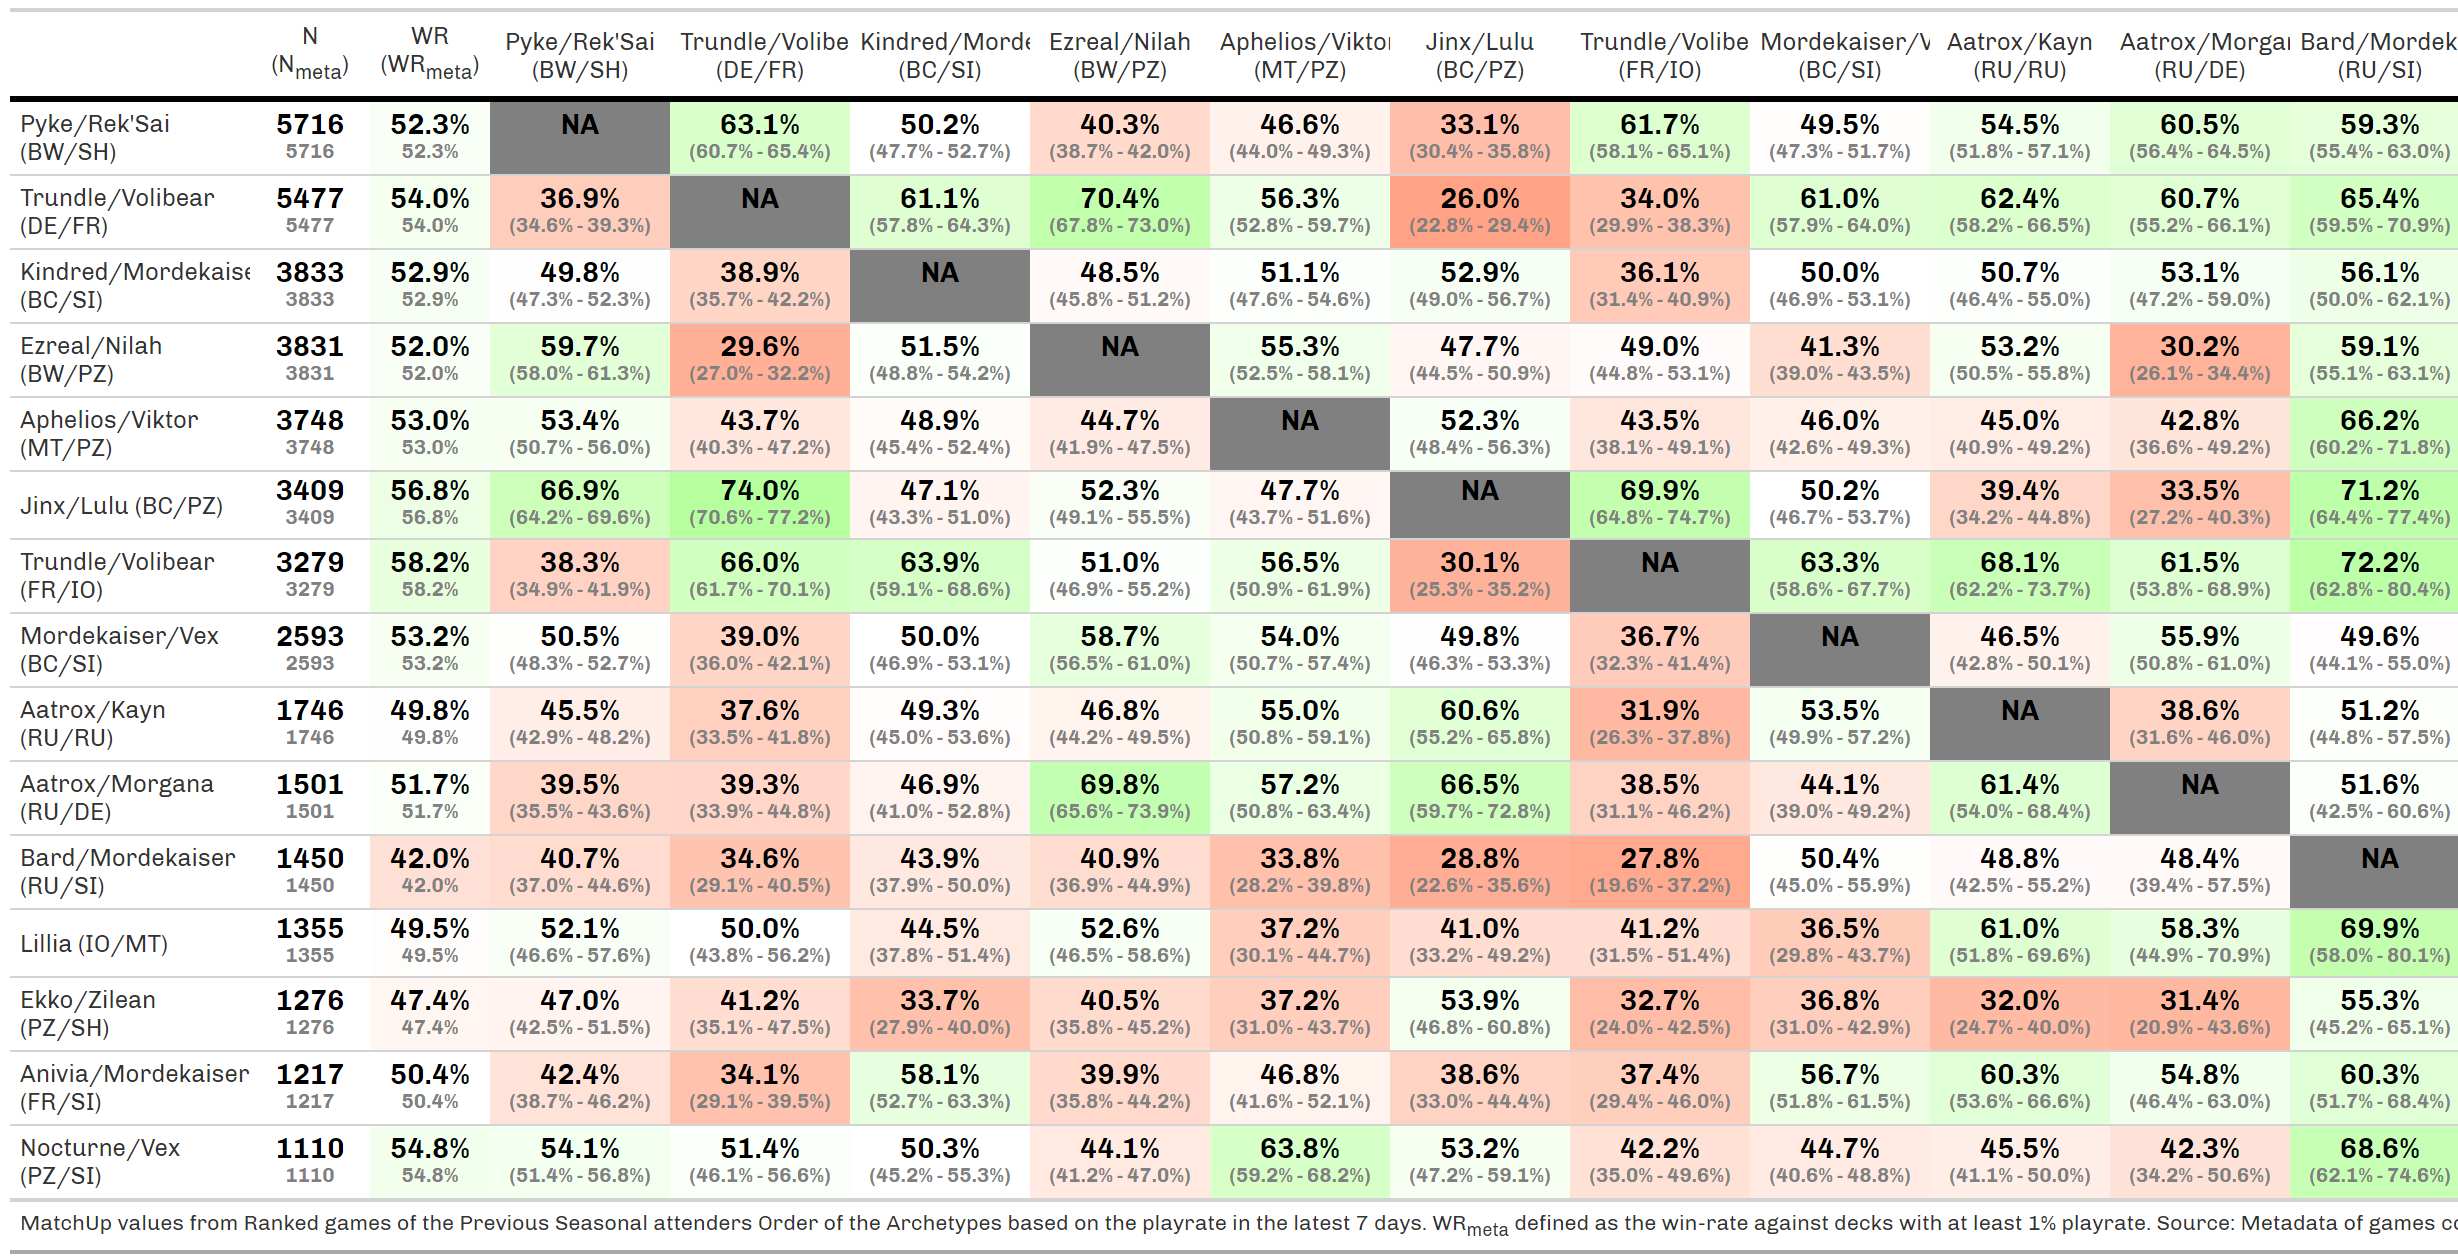 N WR Pyke/Rek'Sai Trundle/Volibe Kindred/Morde Ezreal/Nilah Aphelios/Viktor Jinx/Lulu Trundle/Volibe Mordekaiser/V Aatrox/Kayn Aatrox/Morgan Bard/Mordek
(Nmeta) (WRmeta) (BW/SH) (DE/FR) (BC/SI) (BW/PZ) (MT/PZ) (BC/PZ) (FR/IO) (BC/SI) (RU/RU) (RU/DE) (RU/SI)
Pyke/Rek'Sai 5716 52.3% NA 63.1% 50.2% 40.3% 46.6% 33.1% 61.7% 49.5% 54.5% 60.5% 59.3%
(BW/SH) 5716 52.3% (60.7% - 65.4%) (47.7% - 52.7%) (38.7% - 42.0%) (44.0% - 49.3%) (30.4% - 35.8%) (58.1% - 65.1%) (47.3% - 51.7%) (51.8% - 57.1%) (56.4% - 64.5%) (55.4% - 63.0%)
Trundle/Volibear 5477 54.0% 36.9% NA 61.1% 70.4% 56.3% 26.0% 34.0% 61.0% 62.4% 60.7% 65.4%
(DE/FR) 5477 54.0% (34.6% - 39.3%) (57.8% - 64.3%) (67.8% - 73.0%) (52.8% - 59.7%) (22.8% - 29.4%) (29.9% - 38.3%) (57.9% - 64.0%) (58.2% - 66.5%) (55.2% - 66.1%) (59.5% - 70.9%)
Kindred/Mordekaise 3833 52.9% 49.8% 38.9% NA 48.5% 51.1% 52.9% 36.1% 50.0% 50.7% 53.1% 56.1%
(BC/SI) 3833 52.9% (47.3% - 52.3%) (35.7% - 42.2%) (45.8% - 51.2%) (47.6% - 54.6%) (49.0% - 56.7%) (31.4% - 40.9%) (46.9% - 53.1%) (46.4% - 55.0%) (47.2% - 59.0%) (50.0% - 62.1%)
Ezreal/Nilah 3831 52.0% 59.7% 29.6% 51.5% NA 55.3% 47.7% 49.0% 41.3% 53.2% 30.2% 59.1%
(BW/PZ) 3831 52.0% (58.0% - 61.3%) (27.0% - 32.2%) (48.8% - 54.2%) (52.5% - 58.1%) (44.5% - 50.9%) (44.8% - 53.1%) (39.0% - 43.5%) (50.5% - 55.8%) (26.1% - 34.4%) (55.1% - 63.1%)
Aphelios/Viktor 3748 53.0% 53.4% 43.7% 48.9% 44.7% NA 52.3% 43.5% 46.0% 45.0% 42.8% 66.2%
(MT/PZ) 3748 53.0% (50.7% - 56.0%) (40.3% - 47.2%) (45.4% - 52.4%) (41.9% - 47.5%) (48.4% - 56.3%) (38.1% - 49.1%) (42.6% - 49.3%) (40.9% - 49.2%) (36.6% - 49.2%) (60.2% - 71.8%)
Jinx/Lulu (BC/PZ) 3409 56.8% 66.9% 74.0% 47.1% 52.3% 47.7% NA 69.9% 50.2% 39.4% 33.5% 71.2%
3409 56.8% (64.2% - 69.6%) (70.6% - 77.2%) (43.3% - 51.0%) (49.1% - 55.5%) (43.7% - 51.6%) (64.8% - 74.7%) (46.7% - 53.7%) (34.2% - 44.8%) (27.2% - 40.3%) (64.4% - 77.4%)
Trundle/Volibear 3279 58.2% 38.3% 66.0% 63.9% 51.0% 56.5% 30.1% NA 63.3% 68.1% 61.5% 72.2%
(FR/IO) 3279 58.2% (34.9% - 41.9%) (61.7% - 70.1%) (59.1% - 68.6%) (46.9% - 55.2%) (50.9% - 61.9%) (25.3% - 35.2%) (58.6% - 67.7%) (62.2% - 73.7%) (53.8% - 68.9%) (62.8% - 80.4%)
Mordekaiser/Vex 2593 53.2% 50.5% 39.0% 50.0% 58.7% 54.0% 49.8% 36.7% NA 46.5% 55.9% 49.6%
(BC/SI) 2593 53.2% (48.3% - 52.7%) (36.0% - 42.1%) (46.9% - 53.1%) (56.5% - 61.0%) (50.7% - 57.4%) (46.3% - 53.3%) (32.3% - 41.4%) (42.8% - 50.1%) (50.8% - 61.0%) (44.1% - 55.0%)
Aatrox/Kayn 1746 49.8% 45.5% 37.6% 49.3% 46.8% 55.0% 60.6% 31.9% 53.5% NA 38.6% 51.2%
(RU/RU) 1746 49.8% (42.9% - 48.2%) (33.5% - 41.8%) (45.0% - 53.6%) (44.2% - 49.5%) (50.8% - 59.1%) (55.2% - 65.8%) (26.3% - 37.8%) (49.9% - 57.2%) (31.6% - 46.0%) (44.8% - 57.5%)
Aatrox/Morgana 1501 51.7% 39.5% 39.3% 46.9% 69.8% 57.2% 66.5% 38.5% 44.1% 61.4% NA 51.6%
(RU/DE) 1501 51.7% (35.5% - 43.6%) (33.9% - 44.8%) (41.0% - 52.8%) (65.6% - 73.9%) (50.8% - 63.4%) (59.7% - 72.8%) (31.1% - 46.2%) (39.0% - 49.2%) (54.0% - 68.4%) (42.5% - 60.6%)
Bard/Mordekaiser 1450 42.0% 40.7% 34.6% 43.9% 40.9% 33.8% 28.8% 27.8% 50.4% 48.8% 48.4% NA
(RU/SI) 1450 42.0% (37.0% - 44.6%) (29.1% - 40.5%) (37.9% - 50.0%) (36.9% - 44.9%) (28.2% - 39.8%) (22.6% - 35.6%) (19.6% - 37.2%) (45.0% - 55.9%) (42.5% - 55.2%) (39.4% - 57.5%)
Lillia (IO/MT) 1355 49.5% 52.1% 50.0% 44.5% 52.6% 37.2% 41.0% 41.2% 36.5% 61.0% 58.3% 69.9%
1355 49.5% (46.6% - 57.6%) (43.8% - 56.2%) (37.8% - 51.4%) (46.5% - 58.6%) (30.1% - 44.7%) (33.2% - 49.2%) (31.5% - 51.4%) (29.8% - 43.7%) (51.8% - 69.6%) (44.9% - 70.9%) (58.0% - 80.1%)
Ekko/Zilean 1276 47.4% 47.0% 41.2% 33.7% 40.5% 37.2% 53.9% 32.7% 36.8% 32.0% 31.4% 55.3%
(PZ/SH) 1276 47.4% (42.5% - 51.5%) (35.1% - 47.5%) (27.9% - 40.0%) (35.8% - 45.2%) (31.0% - 43.7%) (46.8% - 60.8%) (24.0% - 42.5%) (31.0% - 42.9%) (24.7% - 40.0%) (20.9% - 43.6%) (45.2% - 65.1%)
Anivia/Mordekaiser 1217 50.4% 42.4% 34.1% 58.1% 39.9% 46.8% 38.6% 37.4% 56.7% 60.3% 54.8% 60.3%
(FR/SI) 1217 50.4% (38.7% - 46.2%) (29.1% - 39.5%) (52.7% - 63.3%) (35.8% - 44.2%) (41.6% - 52.1%) (33.0% - 44.4%) (29.4% - 46.0%) (51.8% - 61.5%) (53.6% - 66.6%) (46.4% - 63.0%) (51.7% - 68.4%)
Nocturne/Vex 1110 54.8% 54.1% 51.4% 50.3% 44.1% 63.8% 53.2% 42.2% 44.7% 45.5% 42.3% 68.6%
(PZ/SI) 1110 54.8% (51.4% - 56.8%) (46.1% - 56.6%) (45.2% - 55.3%) (41.2% - 47.0%) (59.2% - 68.2%) (47.2% - 59.1%) (35.0% - 49.6%) (40.6% - 48.8%) (41.1% - 50.0%) (34.2% - 50.6%) (62.1% - 74.6%)
MatchUp values from Ranked games of the Previous Seasonal attenders Order of the Archetypes based on the playrate in the latest 7 days. WRmeta defined as the win-rate against decks with at least 1% playrate. Source: Metadata of games co